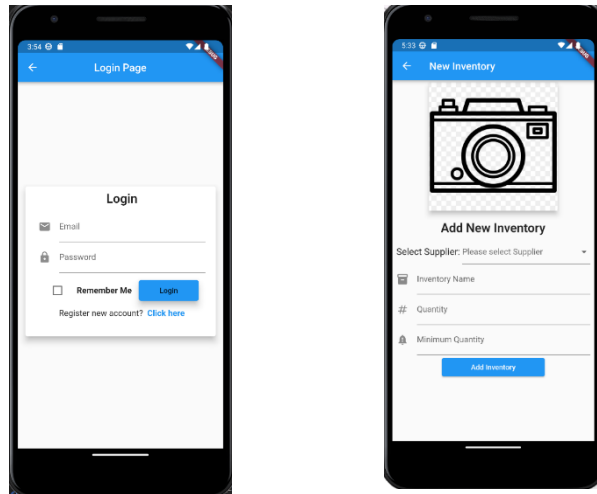 3:54
Login Page
Login
Email
Password
Remember Me Login
Register new account? Click here
5:33
New Inventory
Add New Inventory
Select Supplier: Please select Supplier
Inventory Name
# Quantity
Minimum Quantity
Add Inventory